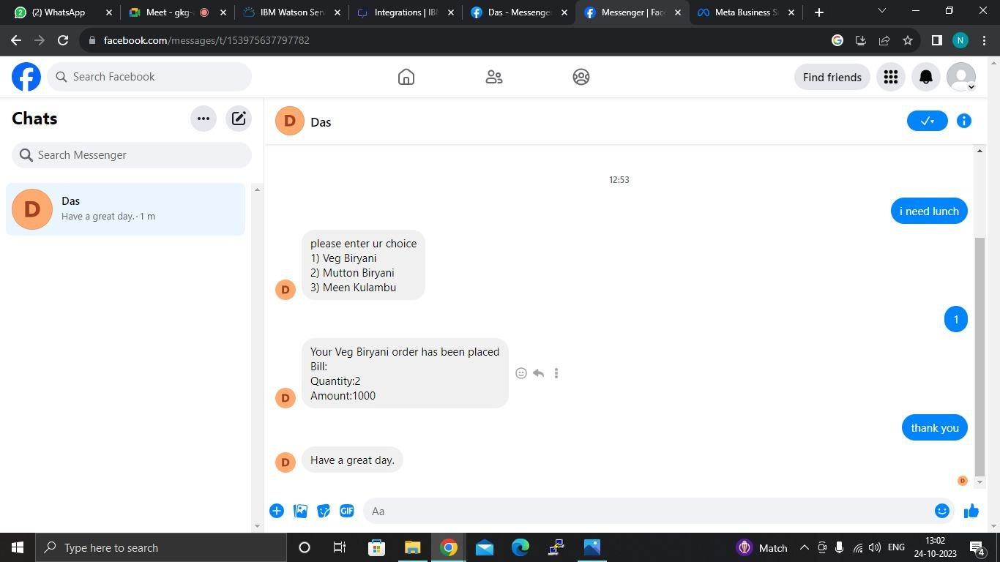 (2) WhatsApp
Meet - gkg-
IBM Watson Serv
Integrations | IB
Das - Messenge
Messenger | Fac
Meta Business S
facebook.com/messages/t/153975637797782
N
Search Facebook
Find friends
Chats
Search Messenger
D
Das
Have a great day. · 1 m
D
Das
12:53
i need lunch
please enter ur choice
1) Veg Biryani
2) Mutton Biryani
3) Meen Kulambu
D
1
Your Veg Biryani order has been placed
Bill:
Quantity:2
Amount:1000
D
thank you
Have a great day.
D
D
GIF
Aa
Type here to search
Match
ENG
13:02
24-10-2023
4